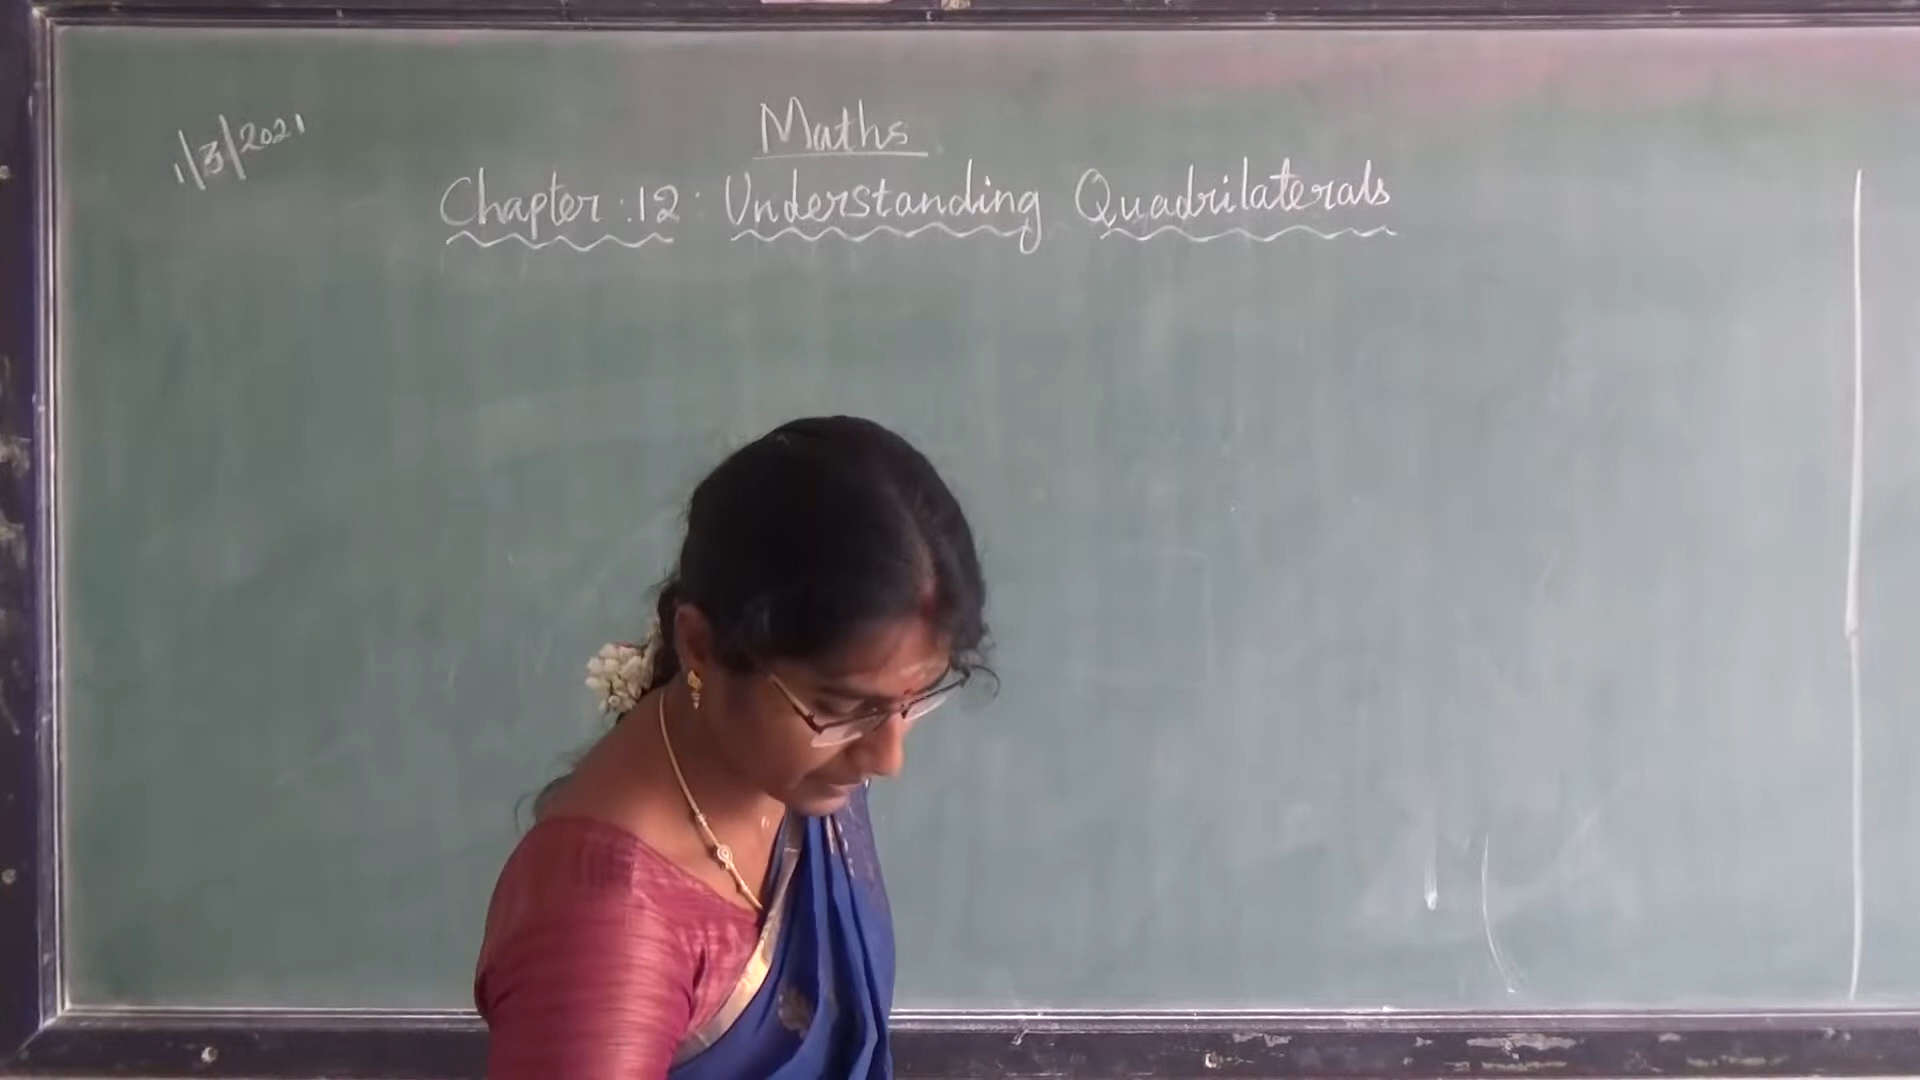 Maths
1/3/2021
Chapter : 12 : Understanding Quadrilaterals